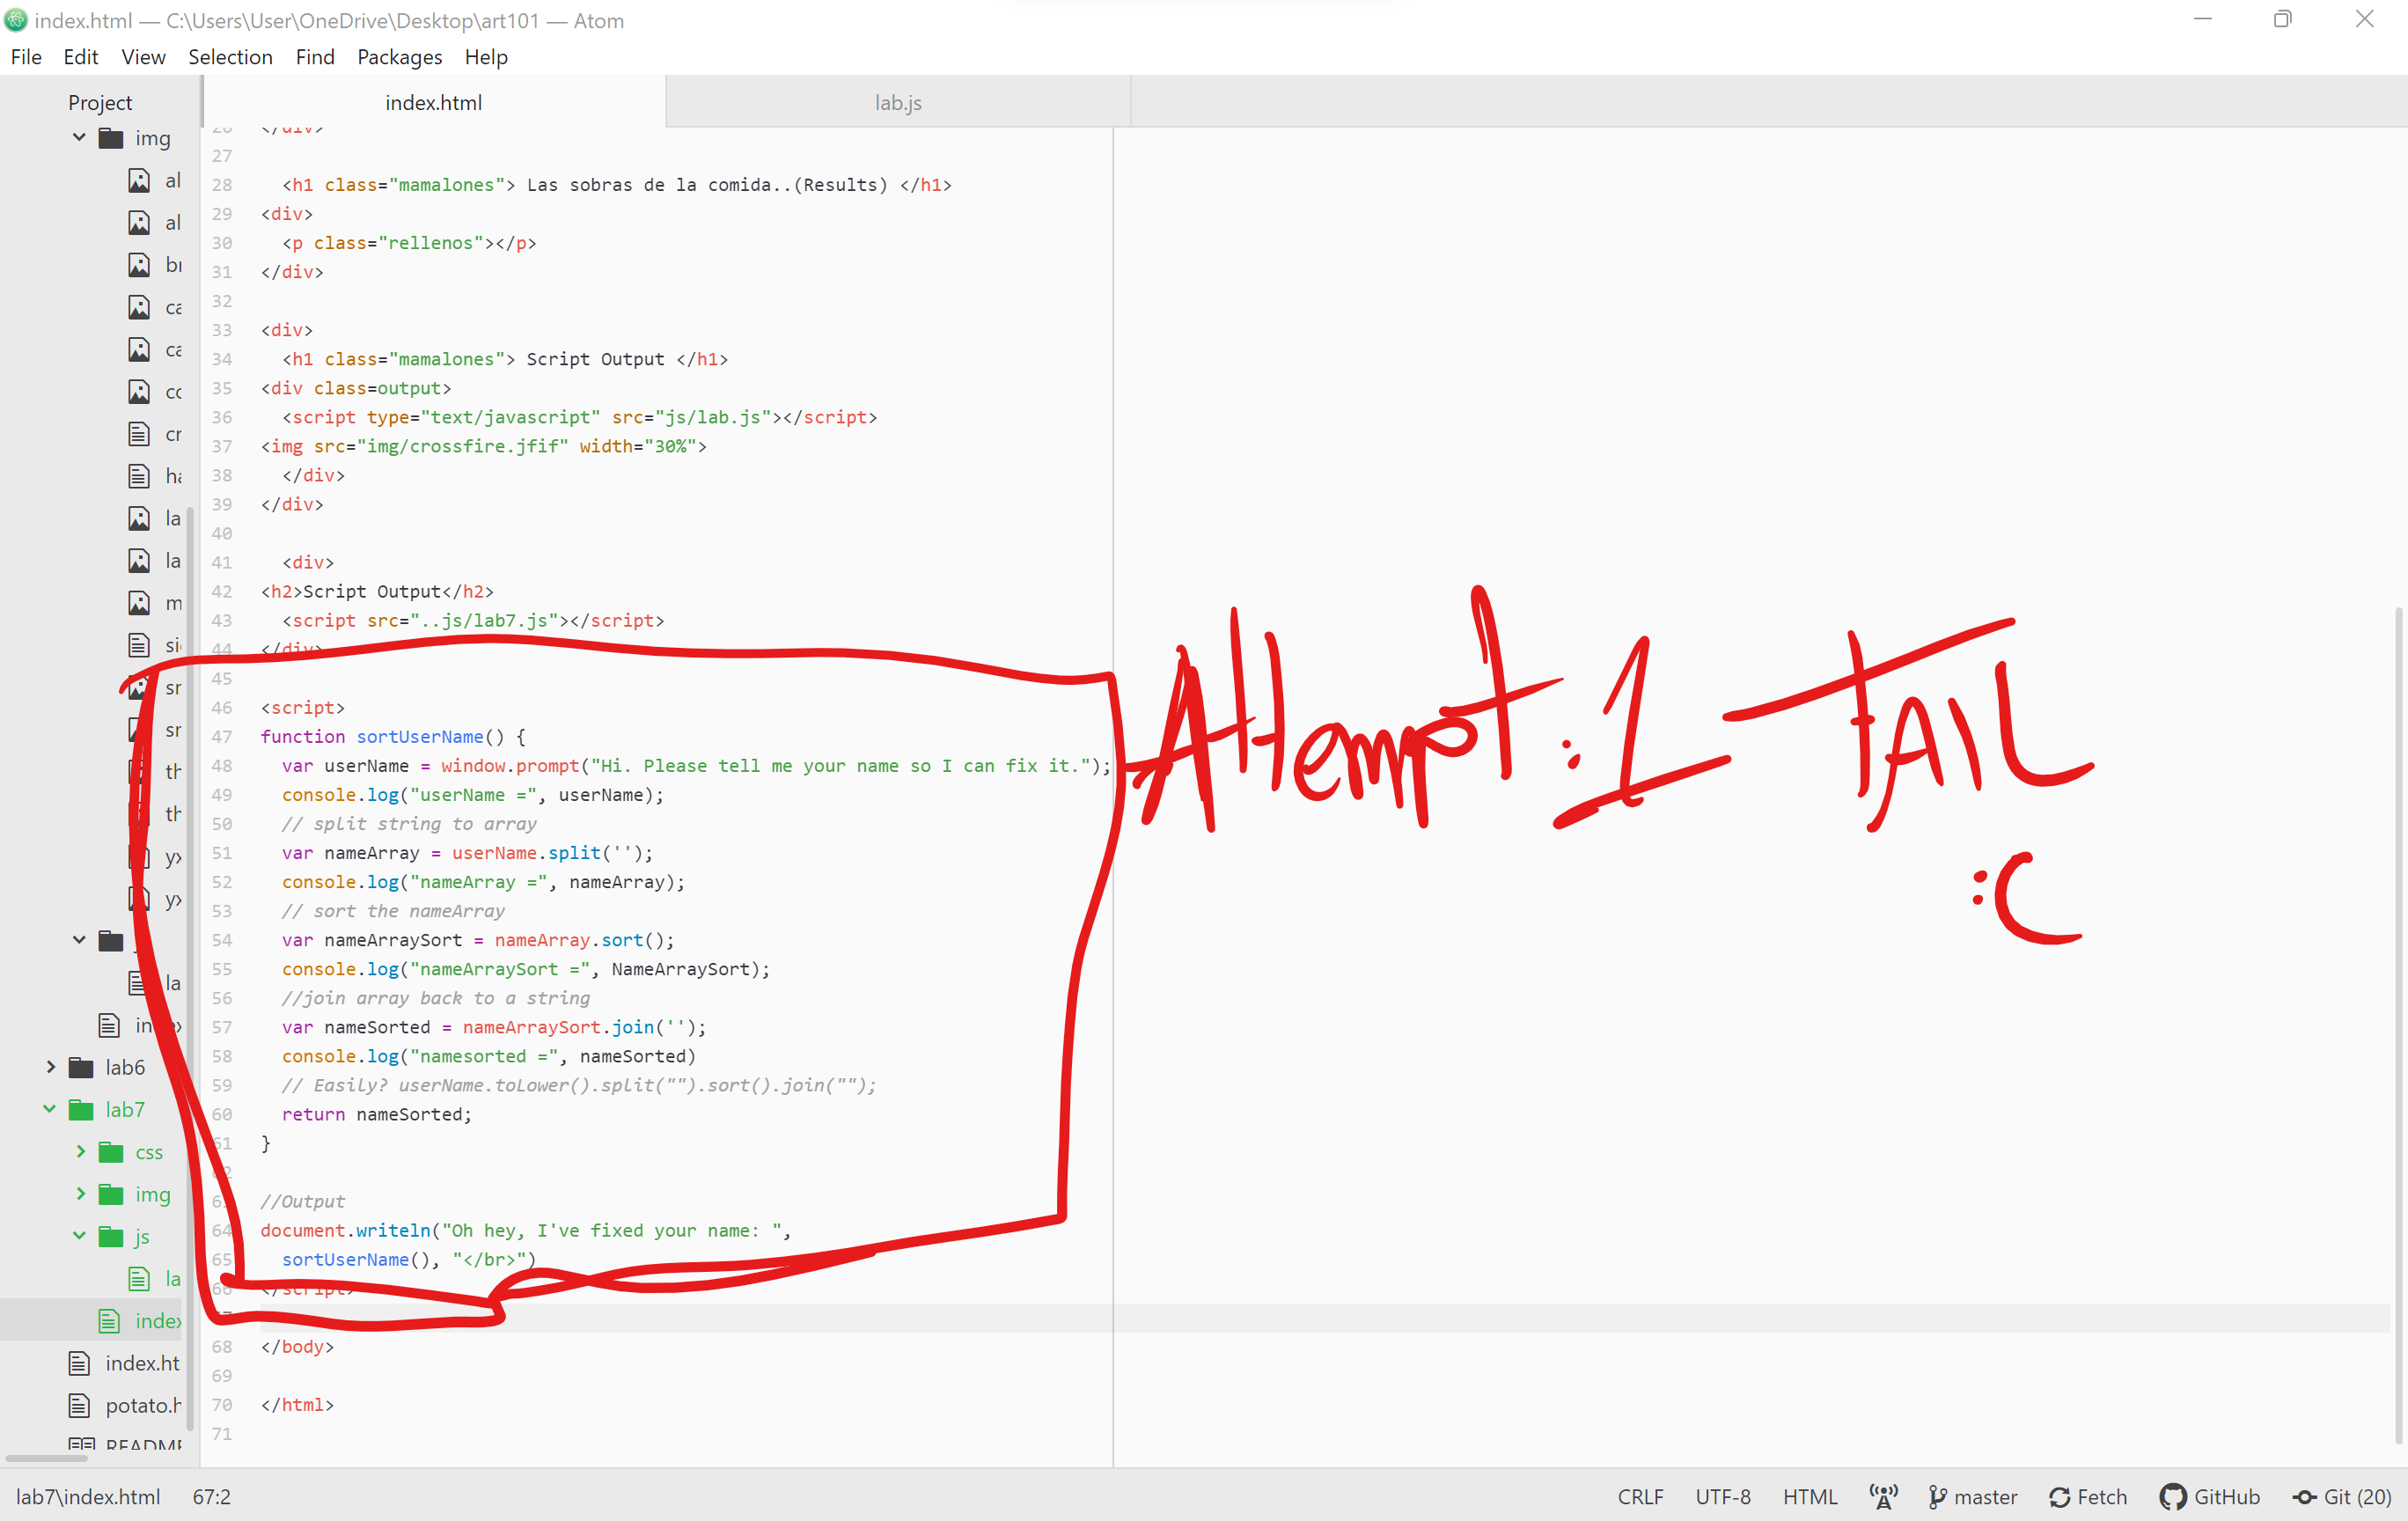 index.html — C:\Users\User\OneDrive\Desktop\art101 — Atom
File Edit View Selection Find Packages Help
Project
index.html
lab.js
img
al
al
br
ca
ca
cc
cr
ha
la
la
m
si
sr
sr
th
th
yx
yx
la
index
lab6
lab7
css
img
js
la
index
index.ht
potato.h
README
26 </div>
27
28 <h1 class="mamalones"> Las sobras de la comida..(Results) </h1>
29 <div>
30 <p class="rellenos"></p>
31 </div>
32
33 <div>
34 <h1 class="mamalones"> Script Output </h1>
35 <div class=output>
36 <script type="text/javascript" src="js/lab.js"></script>
37 <img src="img/crossfire.jfif" width="30%">
38 </div>
39 </div>
40
41 <div>
42 <h2>Script Output</h2>
43 <script src="..js/lab7.js"></script>
44 </div>
45
46 <script>
47 function sortUserName() {
48 var userName = window.prompt("Hi. Please tell me your name so I can fix it.");
49 console.log("userName =", userName);
50 // split string to array
51 var nameArray = userName.split('');
52 console.log("nameArray =", nameArray);
53 // sort the nameArray
54 var nameArraySort = nameArray.sort();
55 console.log("nameArraySort =", NameArraySort);
56 //join array back to a string
57 var nameSorted = nameArraySort.join('');
58 console.log("namesorted =", nameSorted)
59 // Easily? userName.toLower().split("").sort().join("");
60 return nameSorted;
61 }
62
63 //Output
64 document.writeln("Oh hey, I've fixed your name: ",
65 sortUserName(), "</br>")
66 </script>
67
68 </body>
69
70 </html>
71
Attempt:1 - FAIL
:C
lab7\index.html 67:2
CRLF UTF-8 HTML master Fetch GitHub Git (20)